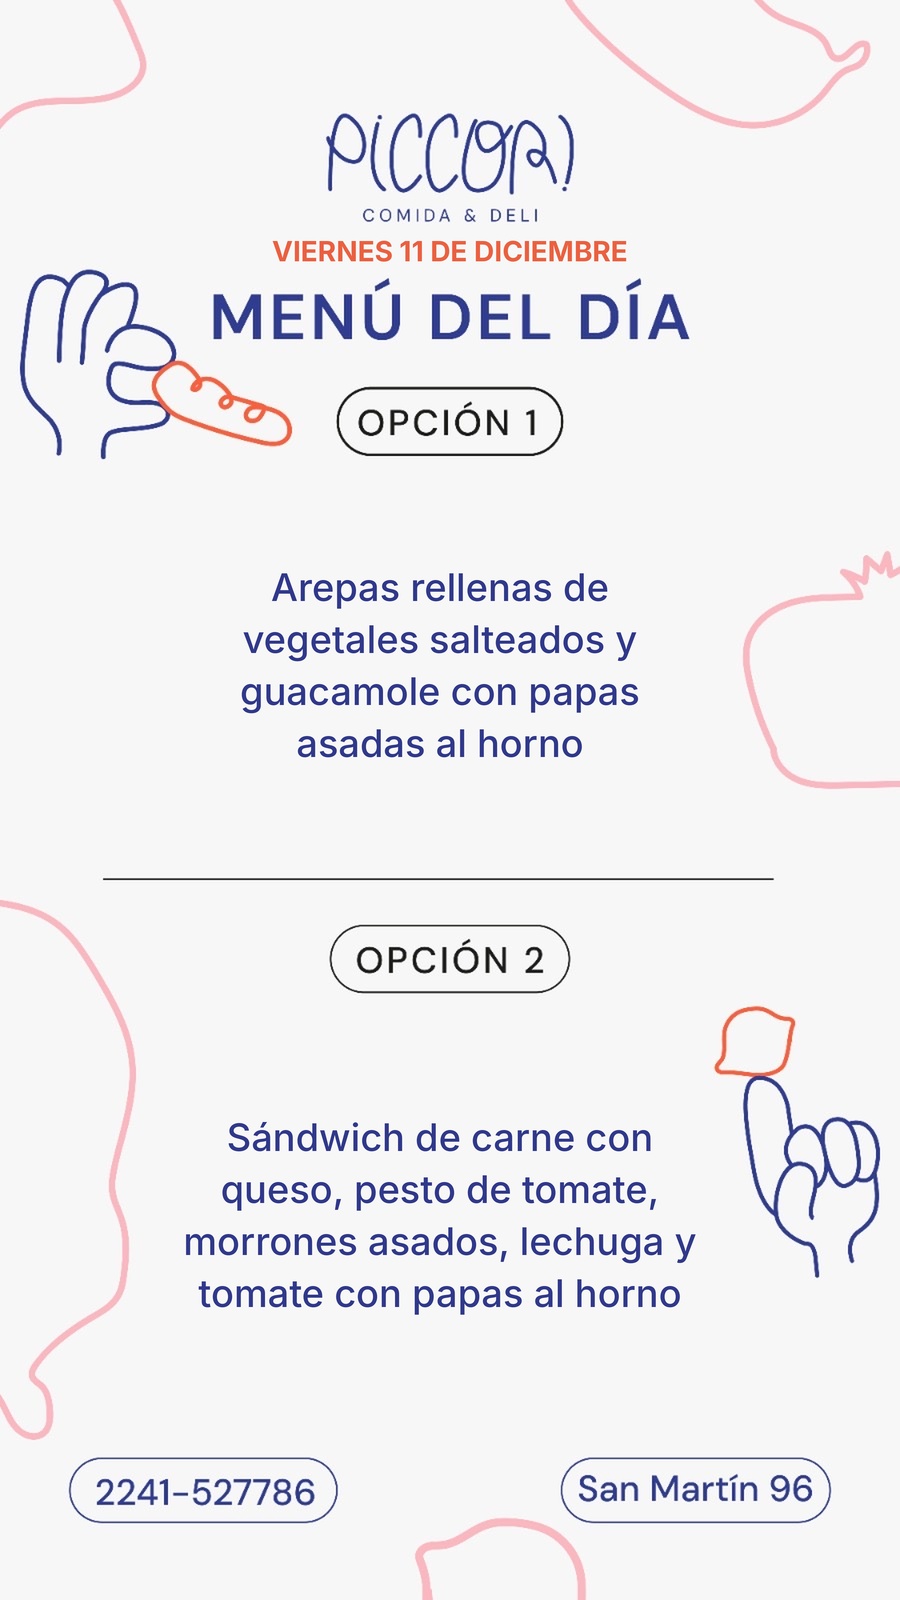 PiCCOR!
COMIDA & DELI
VIERNES 11 DE DICIEMBRE
MENÚ DEL DÍA
OPCIÓN 1
Arepas rellenas de
vegetales salteados y
guacamole con papas
asadas al horno
OPCIÓN 2
Sándwich de carne con
queso, pesto de tomate,
morrones asados, lechuga y
tomate con papas al horno
2241-527786
San Martín 96